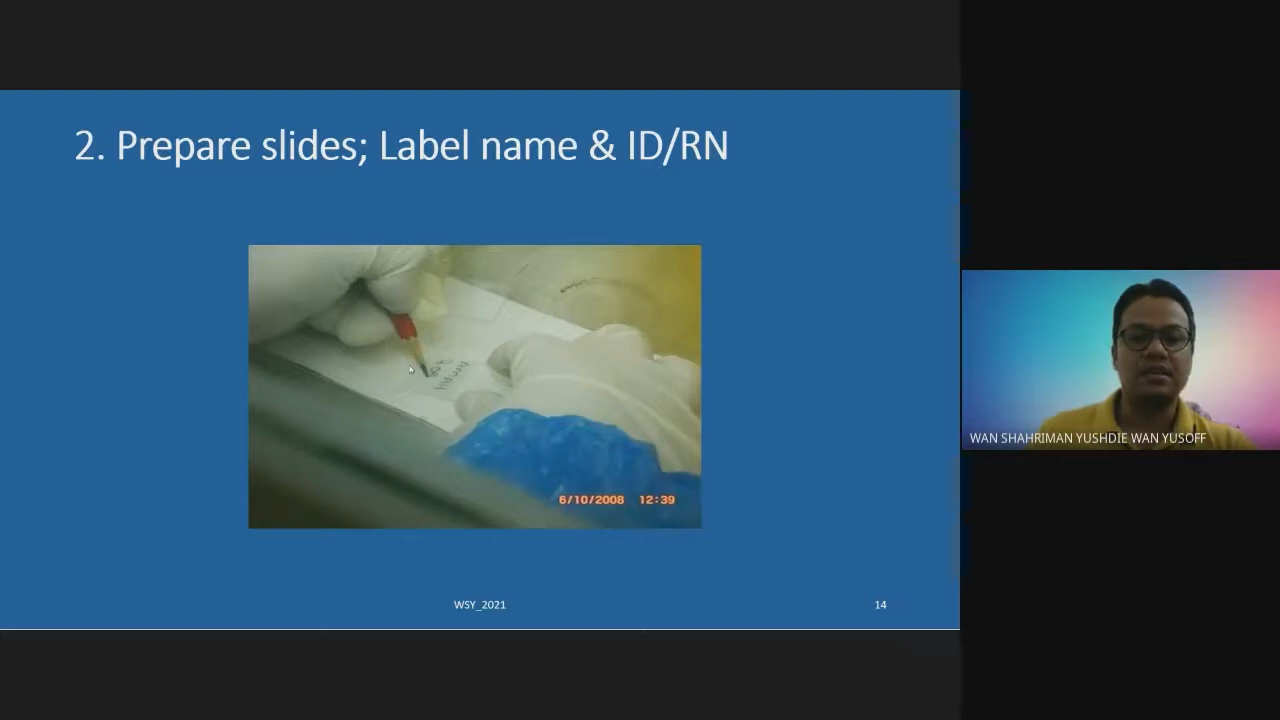 2. Prepare slides; Label name & ID/RN
6/10/2008 12:39
WSY_2021
14
WAN SHAHRIMAN YUSHDIE WAN YUSOFF